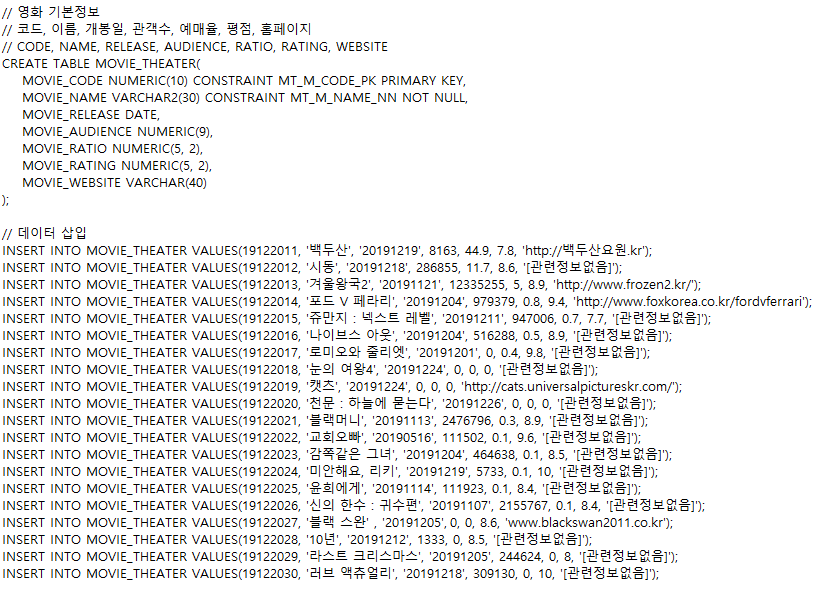 // 영화 기본정보
// 코드, 이름, 개봉일, 관객수, 예매율, 평점, 홈페이지
// CODE, NAME, RELEASE, AUDIENCE, RATIO, RATING, WEBSITE
CREATE TABLE MOVIE_THEATER(
MOVIE_CODE NUMERIC(10) CONSTRAINT MT_M_CODE_PK PRIMARY KEY,
MOVIE_NAME VARCHAR2(30) CONSTRAINT MT_M_NAME_NN NOT NULL,
MOVIE_RELEASE DATE,
MOVIE_AUDIENCE NUMERIC(9),
MOVIE_RATIO NUMERIC(5, 2),
MOVIE_RATING NUMERIC(5, 2),
MOVIE_WEBSITE VARCHAR(40)
);
// 데이터 삽입
INSERT INTO MOVIE_THEATER VALUES(19122011, '백두산', '20191219', 8163, 44.9, 7.8, 'http://백두산요원.kr');
INSERT INTO MOVIE_THEATER VALUES(19122012, '시동', '20191218', 286855, 11.7, 8.6, '[관련정보없음]');
INSERT INTO MOVIE_THEATER VALUES(19122013, '겨울왕국2', '20191121', 12335255, 5, 8.9, 'http://www.frozen2.kr/');
INSERT INTO MOVIE_THEATER VALUES(19122014, '포드 V 페라리', '20191204', 979379, 0.8, 9.4, 'http://www.foxkorea.co.kr/fordvferrari');
INSERT INTO MOVIE_THEATER VALUES(19122015, '쥬만지 : 넥스트 레벨', '20191211', 947006, 0.7, 7.7, '[관련정보없음]');
INSERT INTO MOVIE_THEATER VALUES(19122016, '나이브스 아웃', '20191204', 516288, 0.5, 8.9, '[관련정보없음]');
INSERT INTO MOVIE_THEATER VALUES(19122017, '로미오와 줄리엣', '20191201', 0, 0.4, 9.8, '[관련정보없음]');
INSERT INTO MOVIE_THEATER VALUES(19122018, '눈의 여왕4', '20191224', 0, 0, 0, '[관련정보없음]');
INSERT INTO MOVIE_THEATER VALUES(19122019, '캣츠', '20191224', 0, 0, 0, 'http://cats.universalpictureskr.com/');
INSERT INTO MOVIE_THEATER VALUES(19122020, '천문 : 하늘에 묻는다', '20191226', 0, 0, 0, '[관련정보없음]');
INSERT INTO MOVIE_THEATER VALUES(19122021, '블랙머니', '20191113', 2476796, 0.3, 8.9, '[관련정보없음]');
INSERT INTO MOVIE_THEATER VALUES(19122022, '교회오빠', '20190516', 111502, 0.1, 9.6, '[관련정보없음]');
INSERT INTO MOVIE_THEATER VALUES(19122023, '감쪽같은 그녀', '20191204', 464638, 0.1, 8.5, '[관련정보없음]');
INSERT INTO MOVIE_THEATER VALUES(19122024, '미안해요, 리키', '20191219', 5733, 0.1, 10, '[관련정보없음]');
INSERT INTO MOVIE_THEATER VALUES(19122025, '윤희에게', '20191114', 111923, 0.1, 8.4, '[관련정보없음]');
INSERT INTO MOVIE_THEATER VALUES(19122026, '신의 한수 : 귀수편', '20191107', 2155767, 0.1, 8.4, '[관련정보없음]');
INSERT INTO MOVIE_THEATER VALUES(19122027, '블랙 스완' , '20191205', 0, 0, 8.6, 'www.blackswan2011.co.kr');
INSERT INTO MOVIE_THEATER VALUES(19122028, '10년', '20191212', 1333, 0, 8.5, '[관련정보없음]');
INSERT INTO MOVIE_THEATER VALUES(19122029, '라스트 크리스마스', '20191205', 244624, 0, 8, '[관련정보없음]');
INSERT INTO MOVIE_THEATER VALUES(19122030, '러브 액츄얼리', '20191218', 309130, 0, 10, '[관련정보없음]');